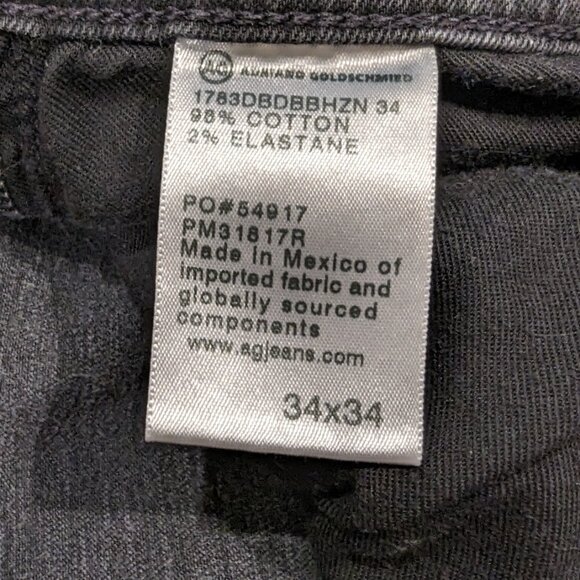 AG ADRIANO GOLDSCHMIED
1783DBDBBHZN 34
98% COTTON
2% ELASTANE
PO#54917
PM31817R
Made in Mexico of
imported fabric and
globally sourced
components
www.agjeans.com
34x34